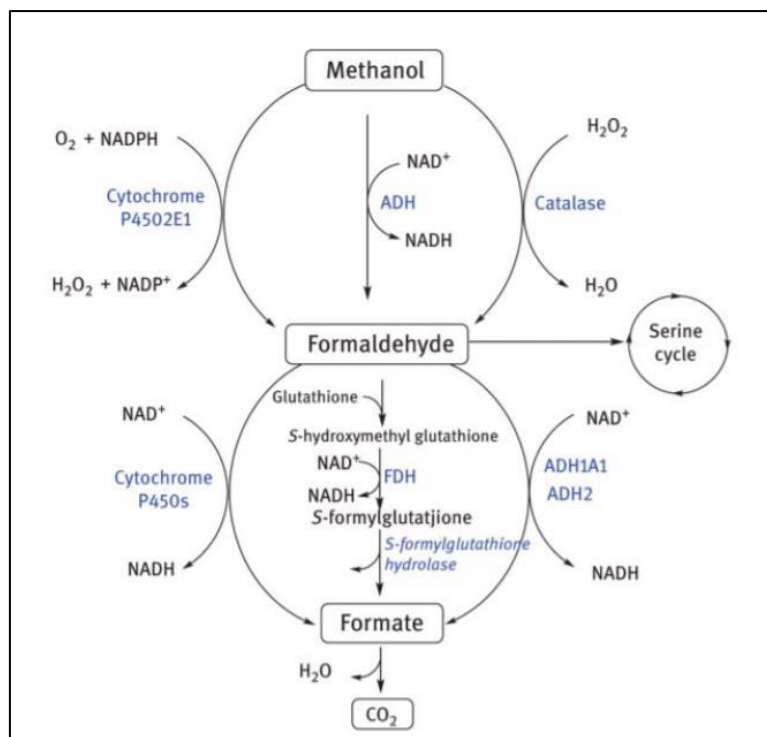 Methanol
O₂ + NADPH
Cytochrome
P4502E1
H₂O₂ + NADP⁺
NAD⁺
ADH
NADH
H₂O₂
Catalase
H₂O
Formaldehyde
Serine
cycle
NAD⁺
Cytochrome
P450s
NADH
Glutathione
S-hydroxymethyl glutathione
NAD⁺
FDH
NADH
S-formylglutatjione
S-formylglutathione
hydrolase
NAD⁺
ADH1A1
ADH2
NADH
Formate
H₂O
CO₂